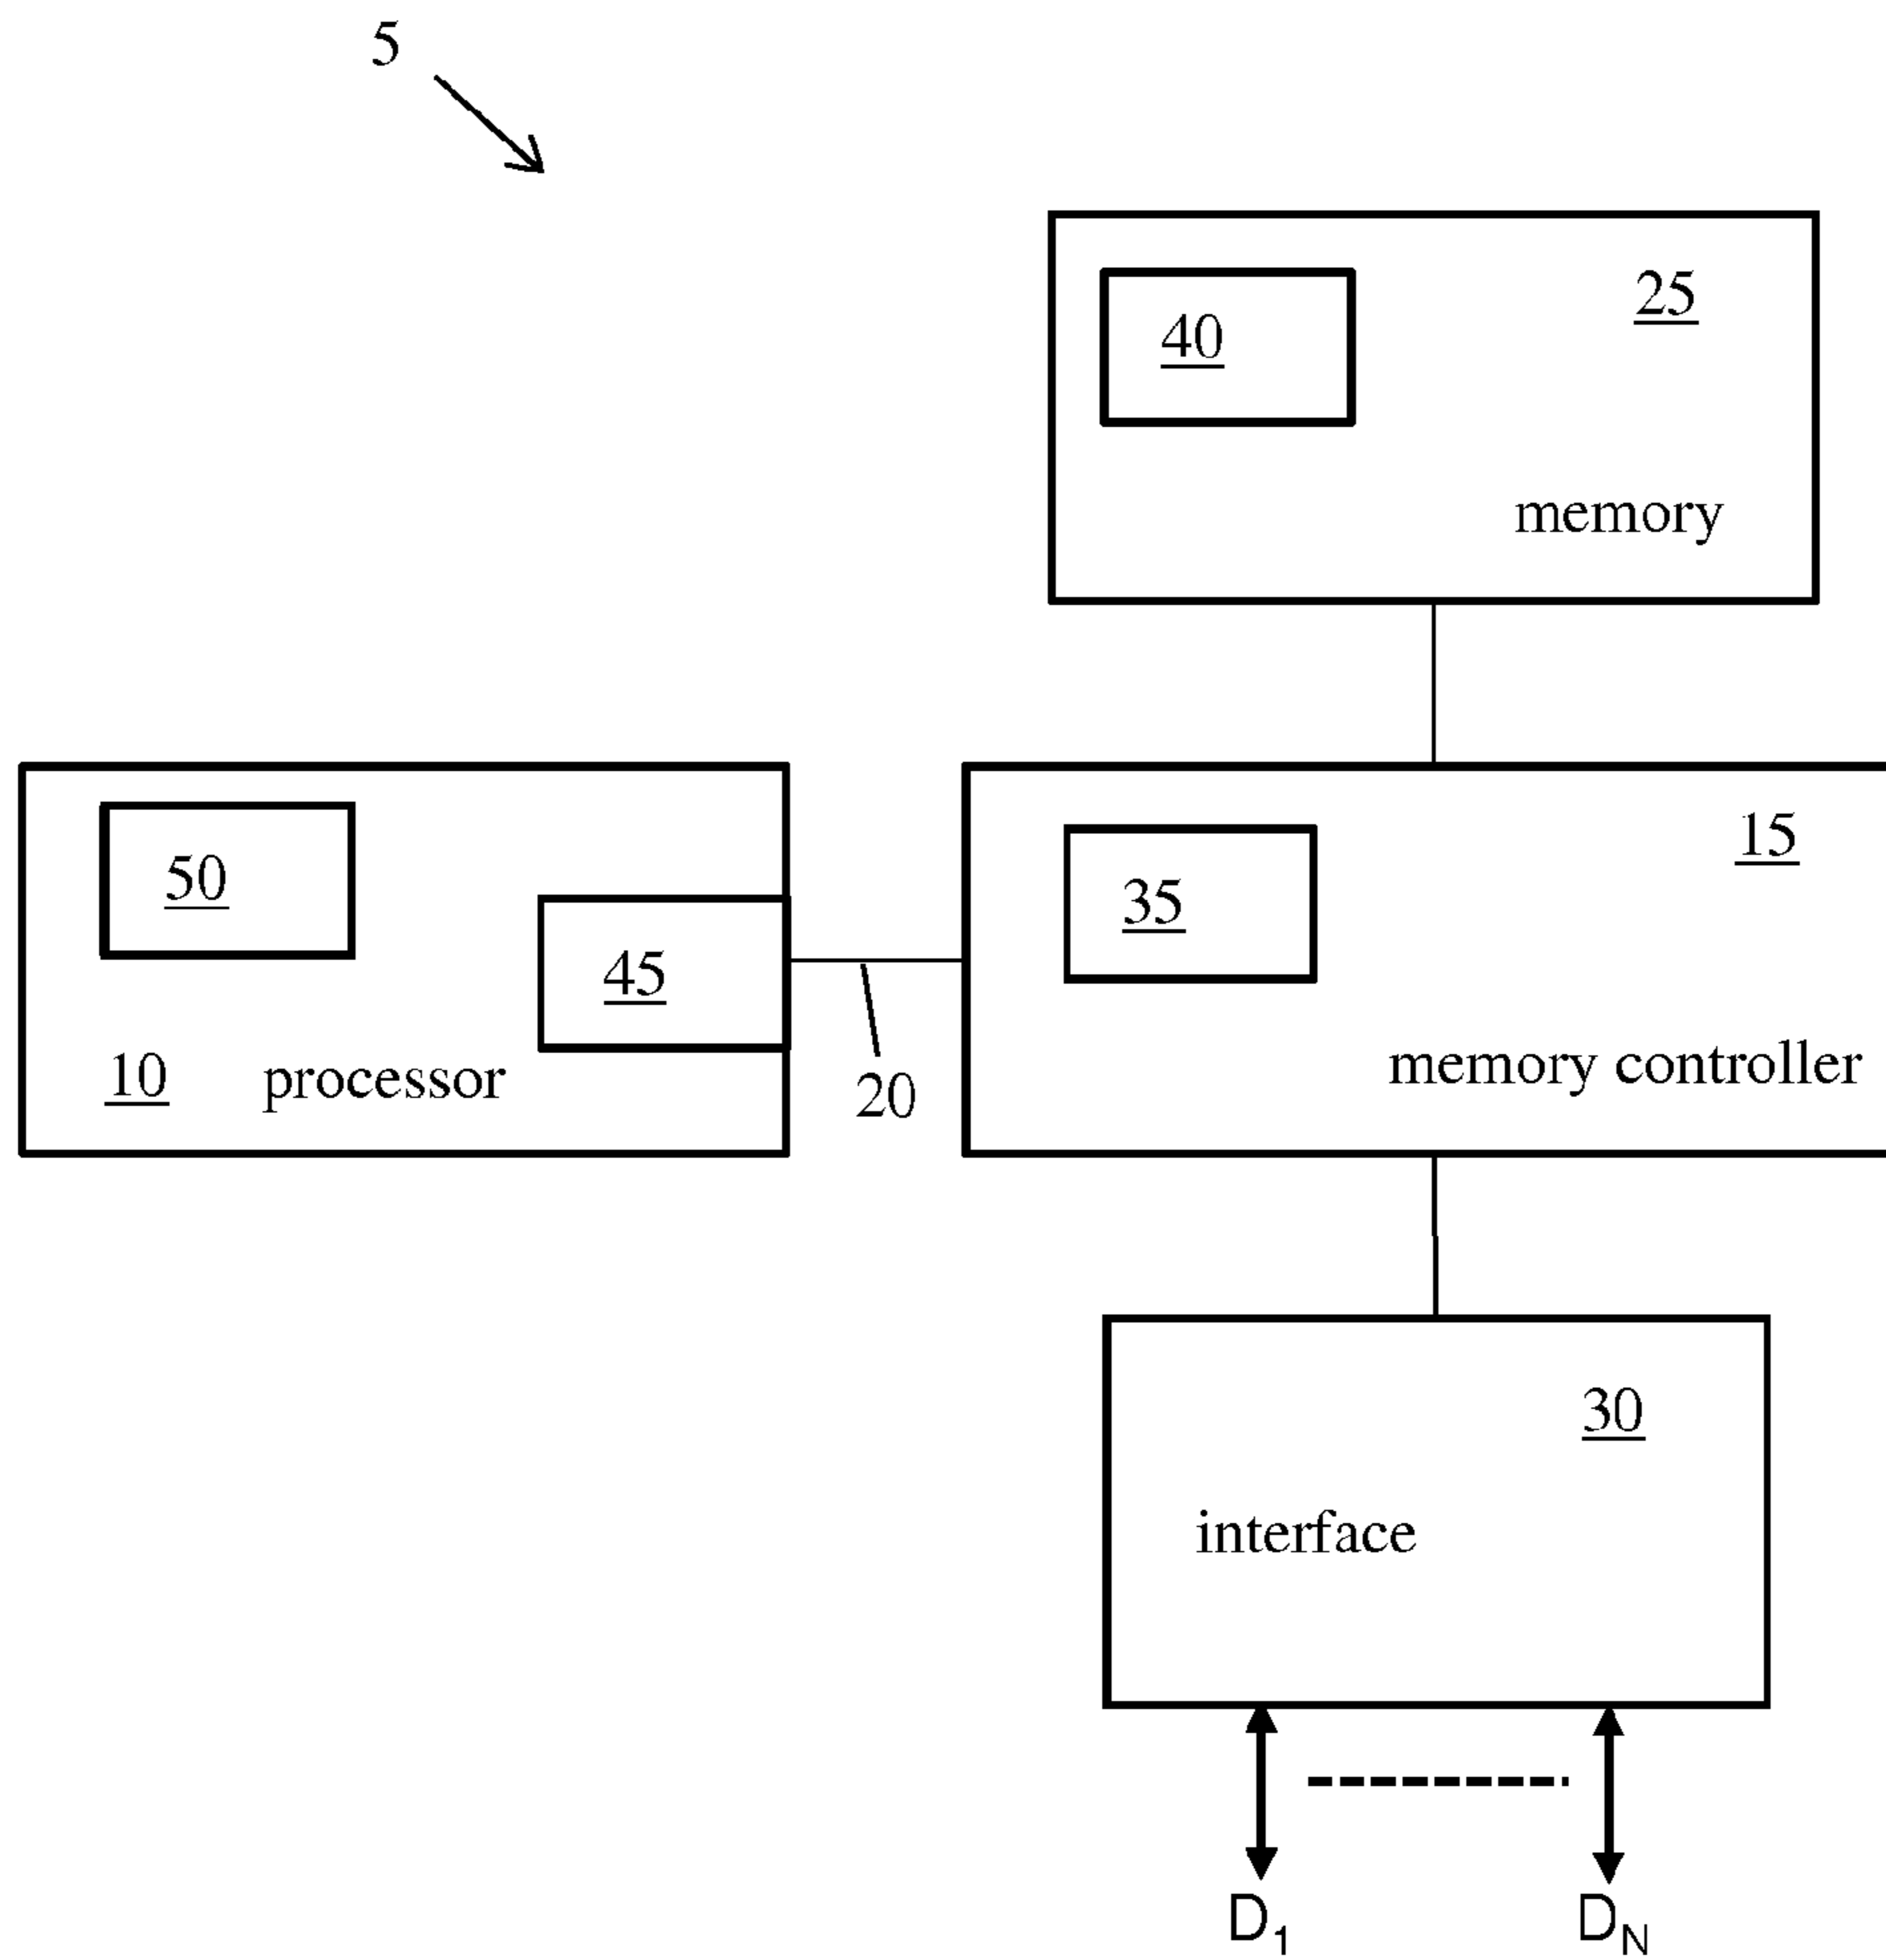 5
40
25
memory
50
45
10
processor
20
35
15
memory controller
30
interface
D1
DN